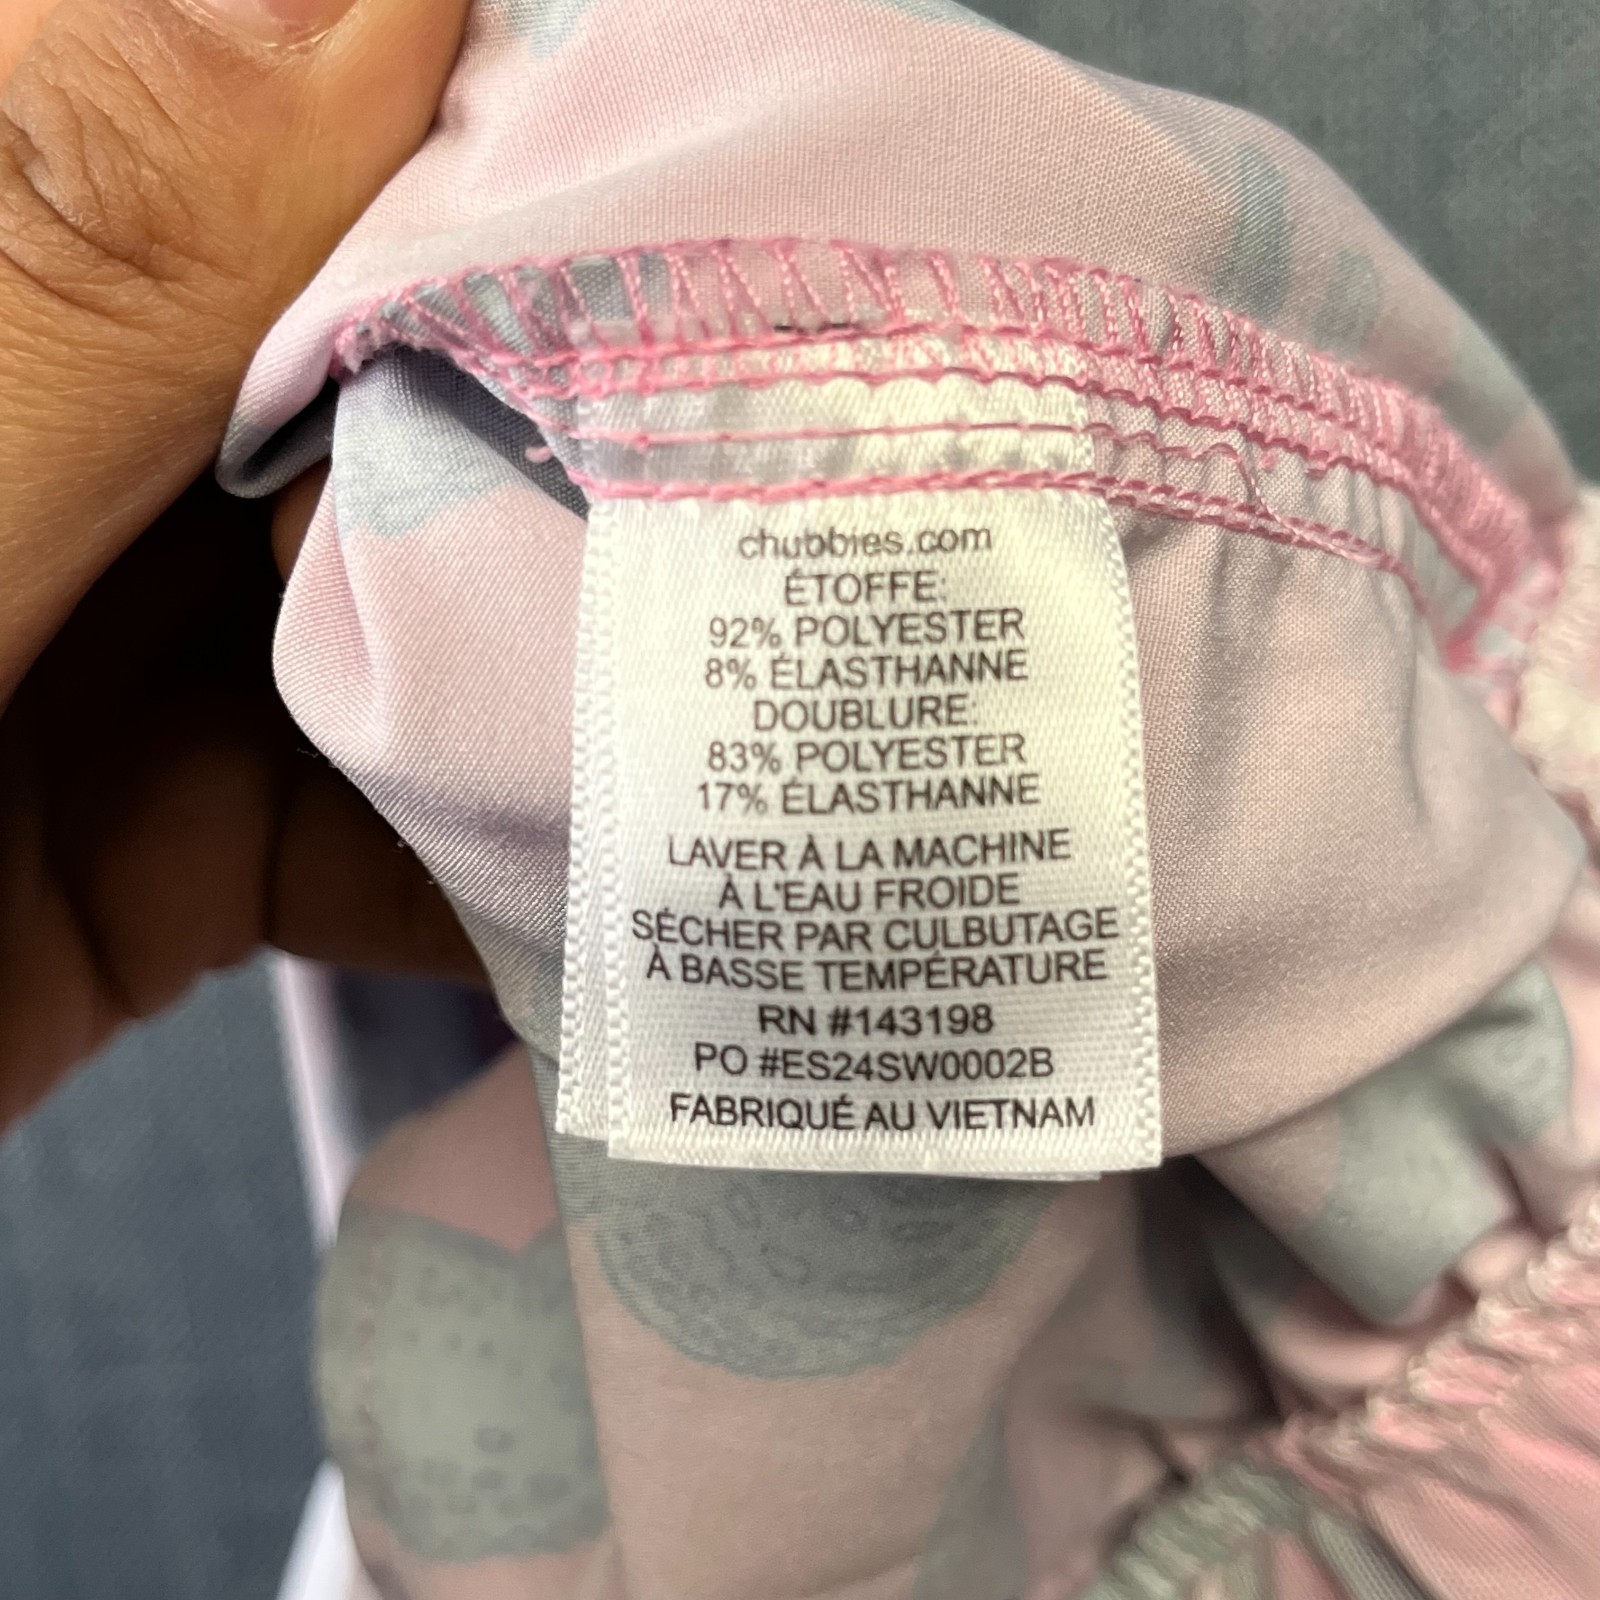 chubbies.com
ÉTOFFE:
92% POLYESTER
8% ÉLASTHANNE
DOUBLURE:
83% POLYESTER
17% ÉLASTHANNE
LAVER À LA MACHINE
À L'EAU FROIDE
SÉCHER PAR CULBUTAGE
À BASSE TEMPÉRATURE
RN #143198
PO #ES24SW0002B
FABRIQUÉ AU VIETNAM